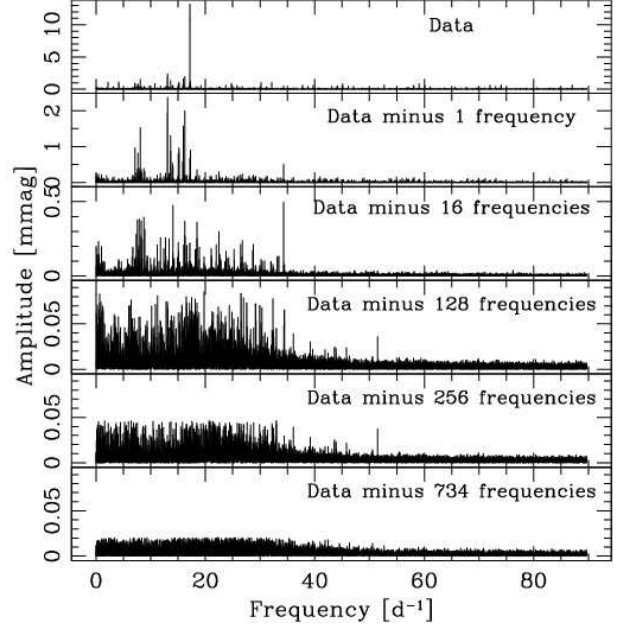 Data
10
5
0
Data minus 1 frequency
2
1
0
Data minus 16 frequencies
0.5
0
Data minus 128 frequencies
0.05
0
Data minus 256 frequencies
0.05
0
Data minus 734 frequencies
0.05
0
Amplitude [mmag]
0 20 40 60 80
Frequency [d⁻¹]